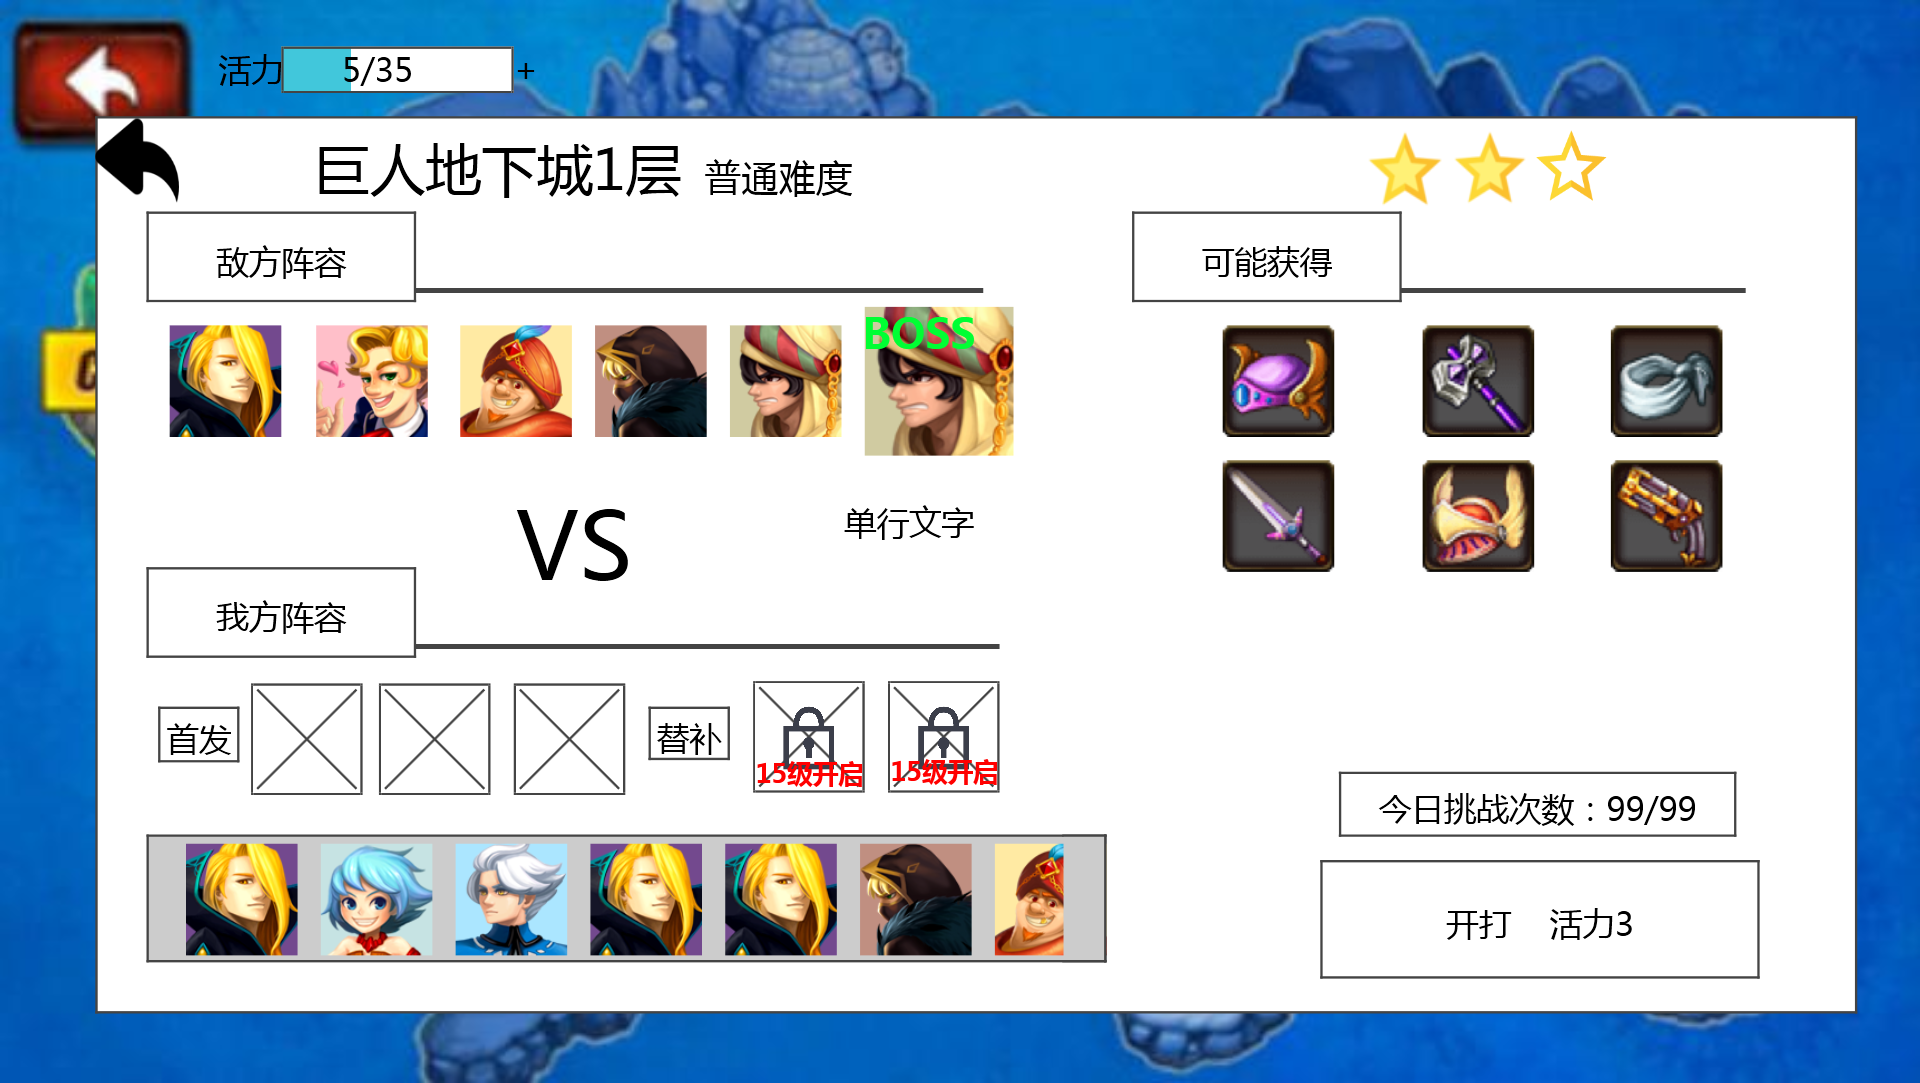 活力 5/35 +
巨人地下城1层 普通难度
敌方阵容
可能获得
BOSS
VS
单行文字
我方阵容
首发
替补
15级开启
15级开启
今日挑战次数：99/99
开打 活力3